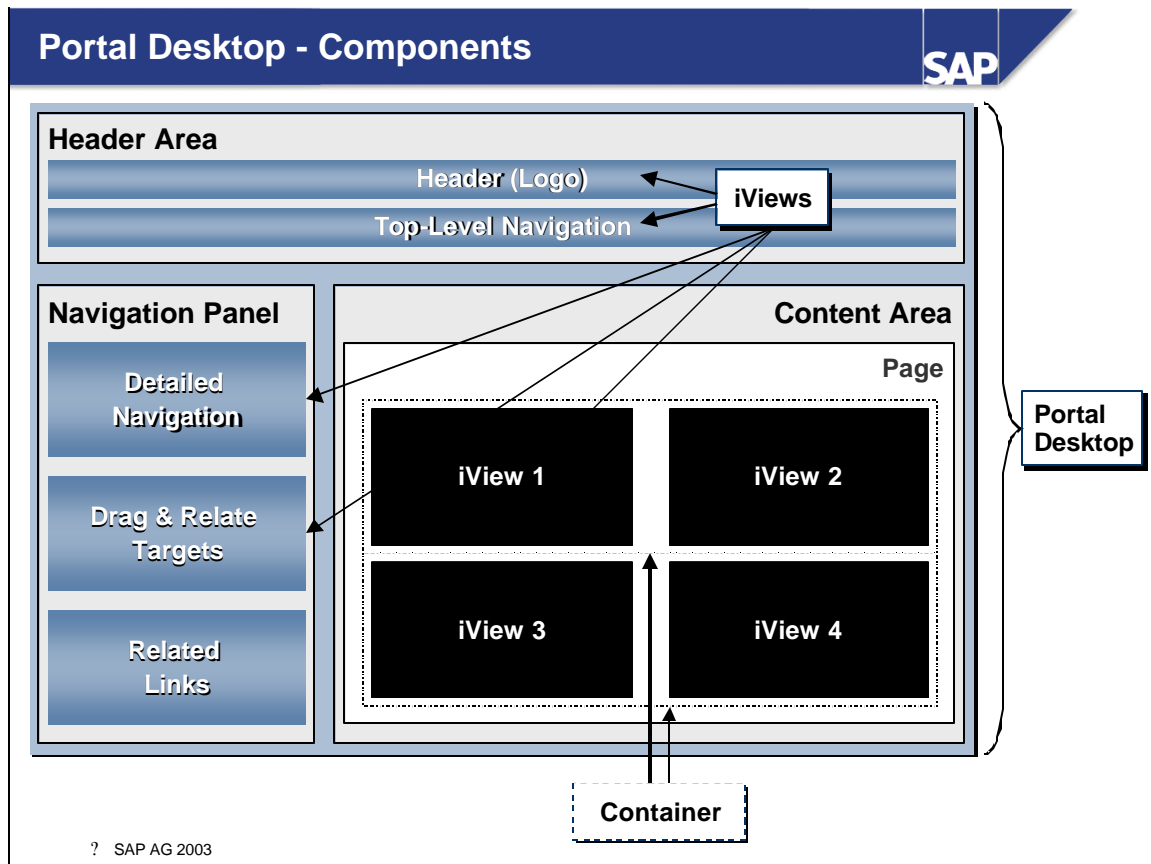 Portal Desktop - Components
SAP
Header Area
Header (Logo)
iViews
Top-Level Navigation
Navigation Panel
Content Area
Detailed
Navigation
Page
Portal
Desktop
iView 1
iView 2
Drag & Relate
Targets
iView 3
iView 4
Related
Links
Container
? SAP AG 2003